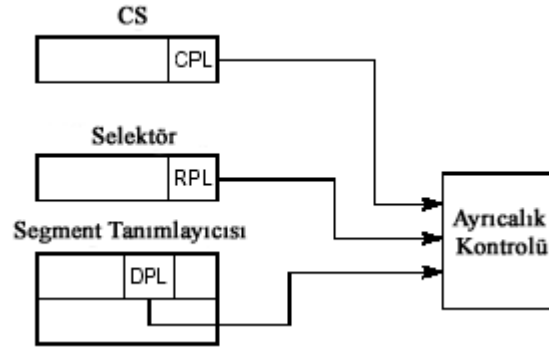 CS
CPL
Selektör
RPL
Segment Tanımlayıcısı
DPL
Ayrıcalık
Kontrolü